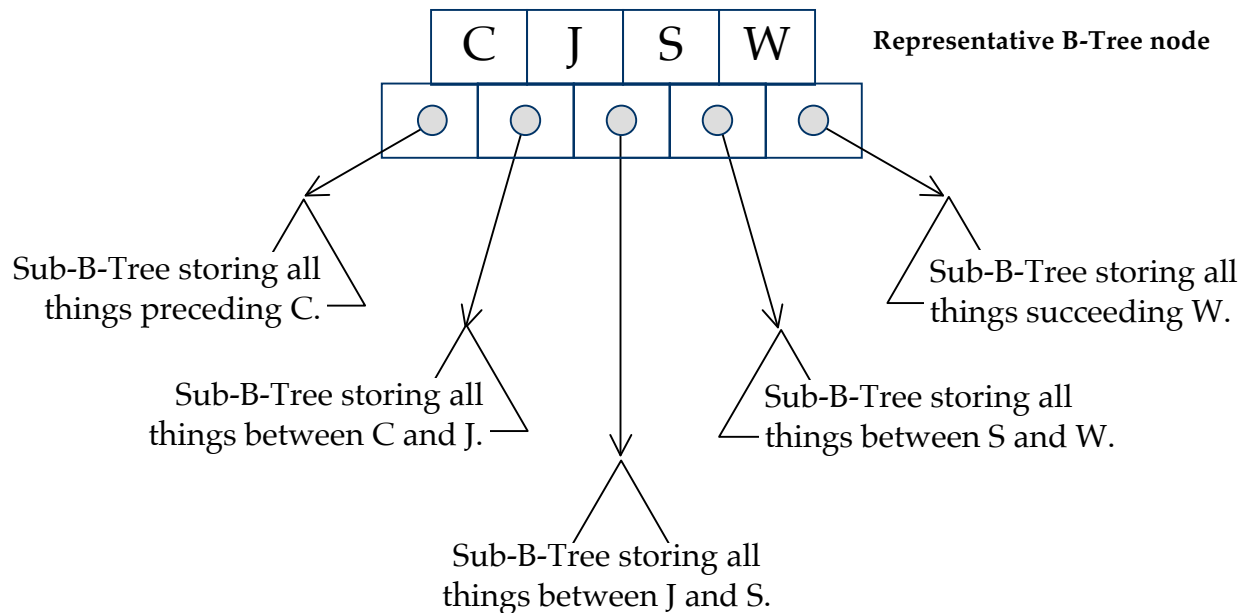 C J S W
Representative B-Tree node
Sub-B-Tree storing all
things preceding C.
Sub-B-Tree storing all
things succeeding W.
Sub-B-Tree storing all
things between C and J.
Sub-B-Tree storing all
things between S and W.
Sub-B-Tree storing all
things between J and S.